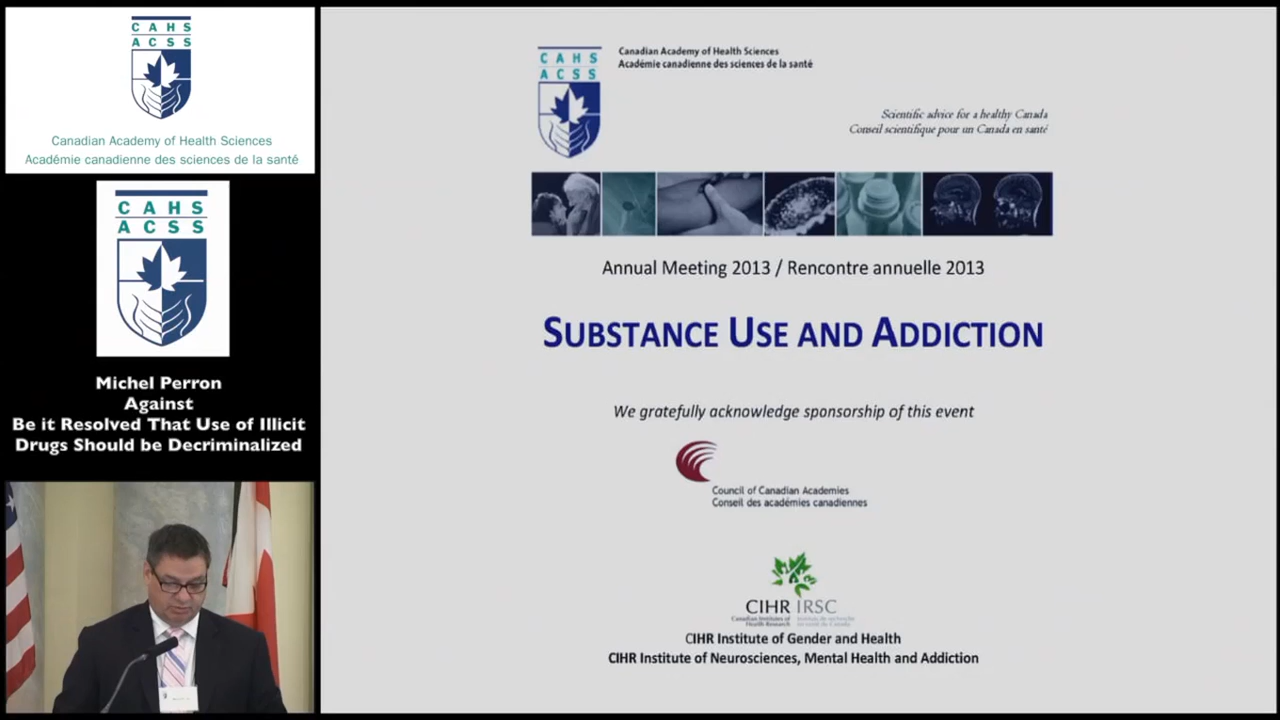 CAHS
ACSS
Canadian Academy of Health Sciences
Académie canadienne des sciences de la santé
CAHS
ACSS
Michel Perron
Against
Be it Resolved That Use of Illicit
Drugs Should be Decriminalized
CAHS
ACSS
Canadian Academy of Health Sciences
Académie canadienne des sciences de la santé
Scientific advice for a healthy Canada
Conseil scientifique pour un Canada en santé
Annual Meeting 2013 / Rencontre annuelle 2013
SUBSTANCE USE AND ADDICTION
We gratefully acknowledge sponsorship of this event
Council of Canadian Academies
Conseil des académies canadiennes
CIHR IRSC
Canadian Institutes of
Health Research
CIHR Institute of Gender and Health
CIHR Institute of Neurosciences, Mental Health and Addiction